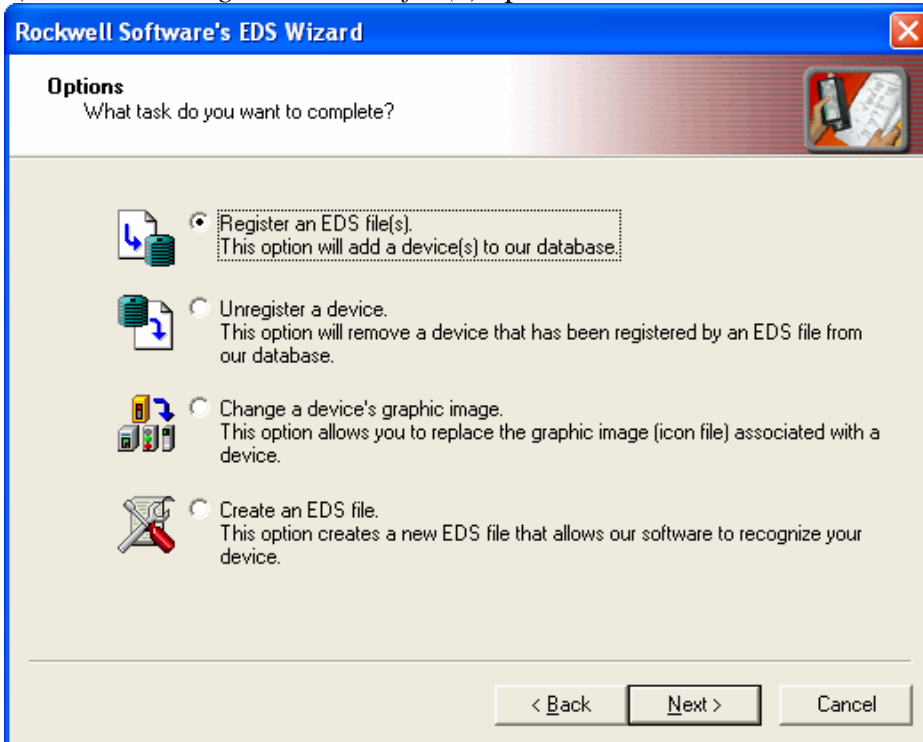 Rockwell Software's EDS Wizard
Options
What task do you want to complete?
Register an EDS file(s).
This option will add a device(s) to our database.
Unregister a device.
This option will remove a device that has been registered by an EDS file from
our database.
Change a device's graphic image.
This option allows you to replace the graphic image (icon file) associated with a
device.
Create an EDS file.
This option creates a new EDS file that allows our software to recognize your
device.
< Back
Next >
Cancel